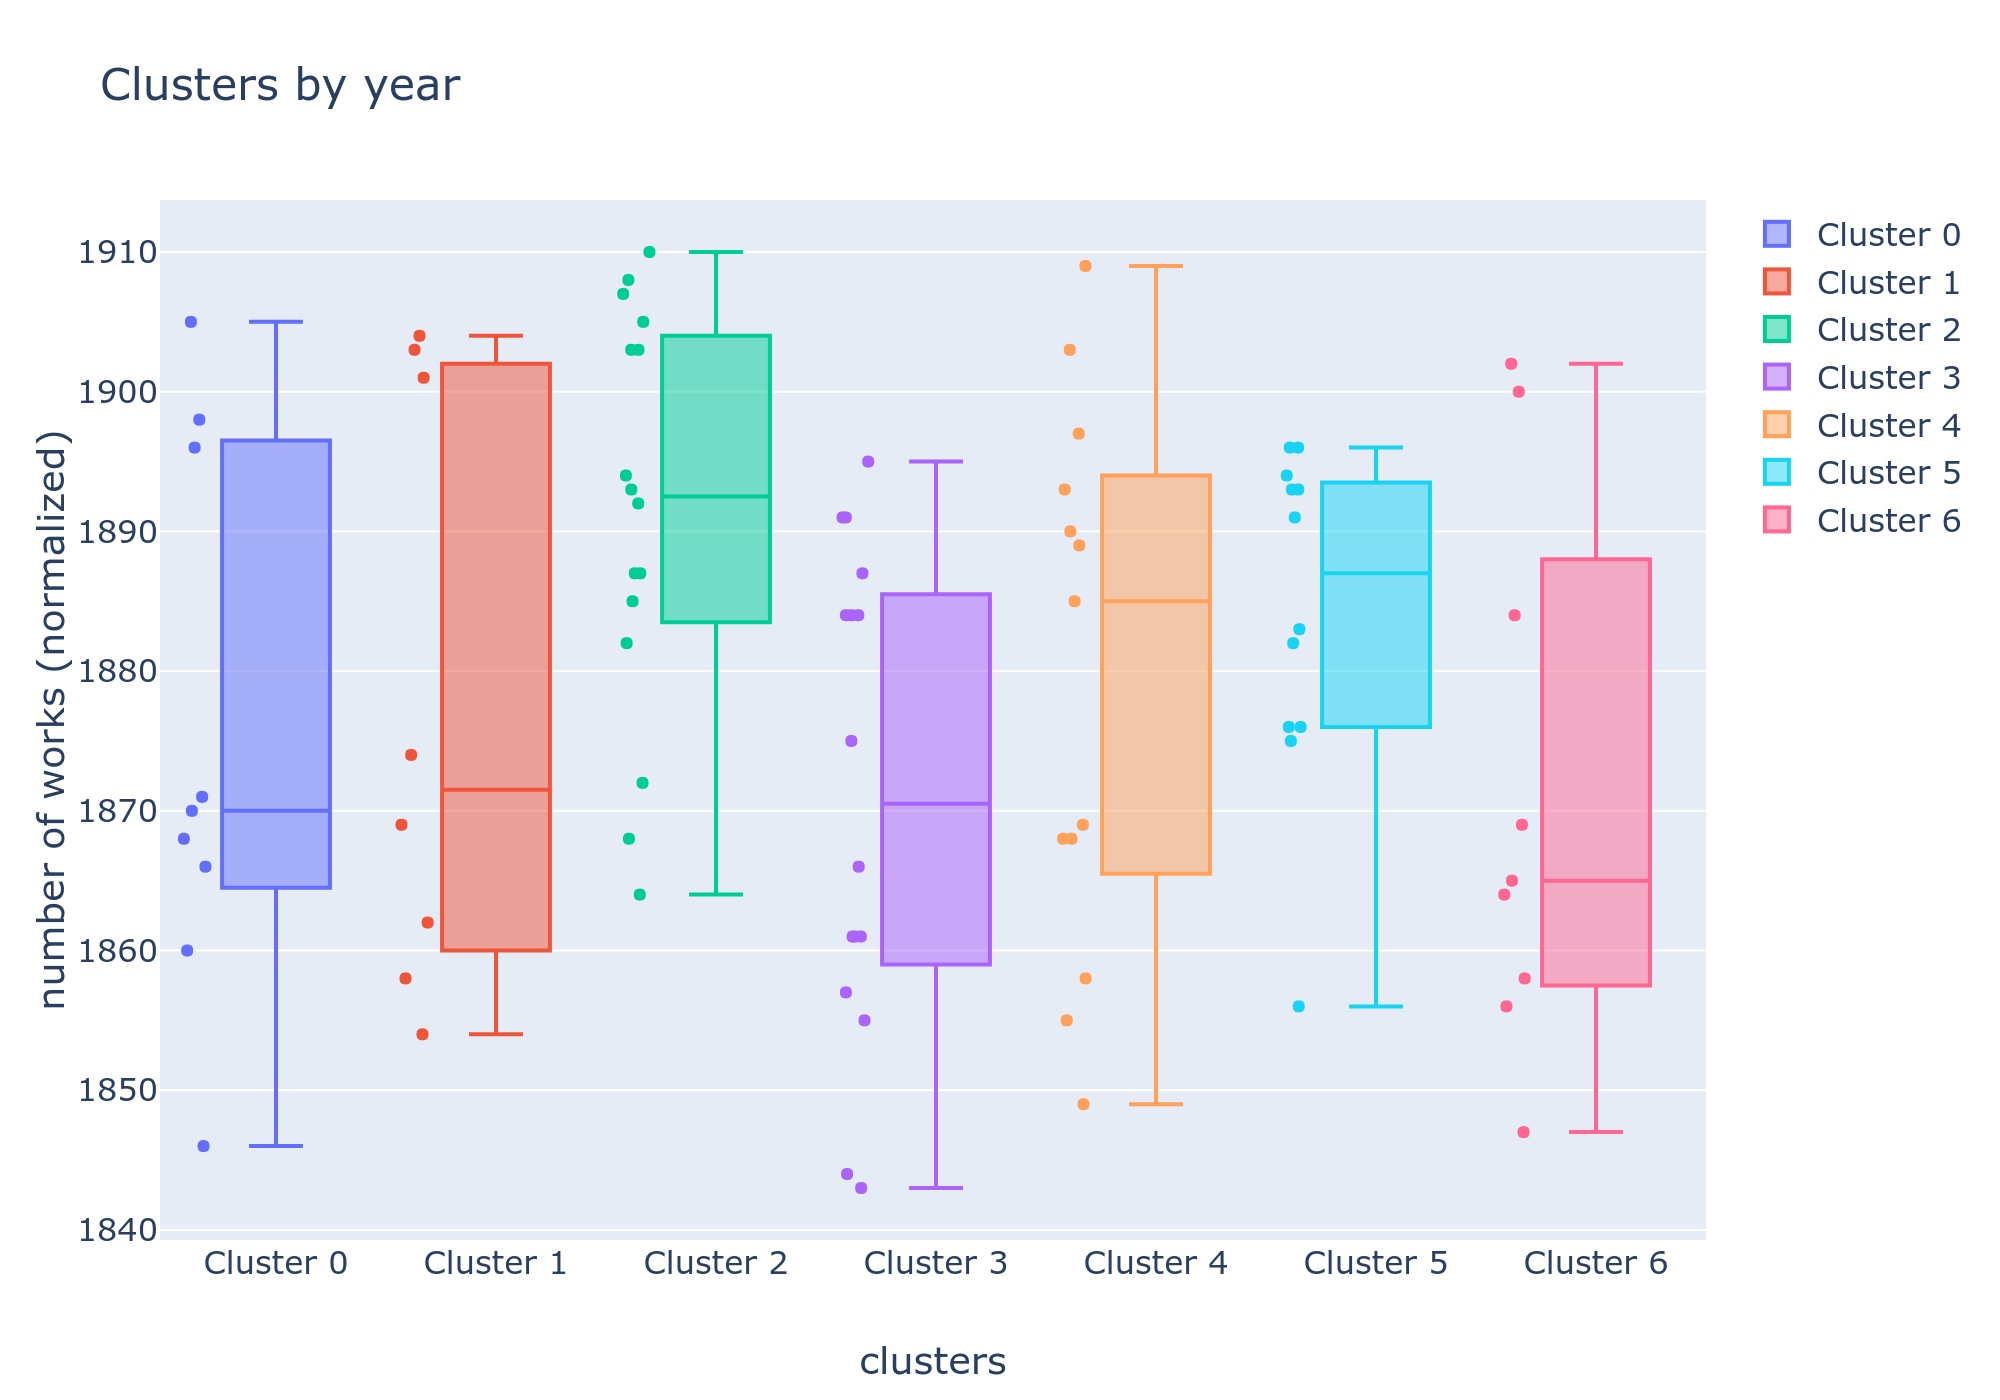 Clusters by year
number of works (normalized)
1910
1900
1890
1880
1870
1860
1850
1840
Cluster 0
Cluster 1
Cluster 2
Cluster 3
Cluster 4
Cluster 5
Cluster 6
clusters
Cluster 0
Cluster 1
Cluster 2
Cluster 3
Cluster 4
Cluster 5
Cluster 6